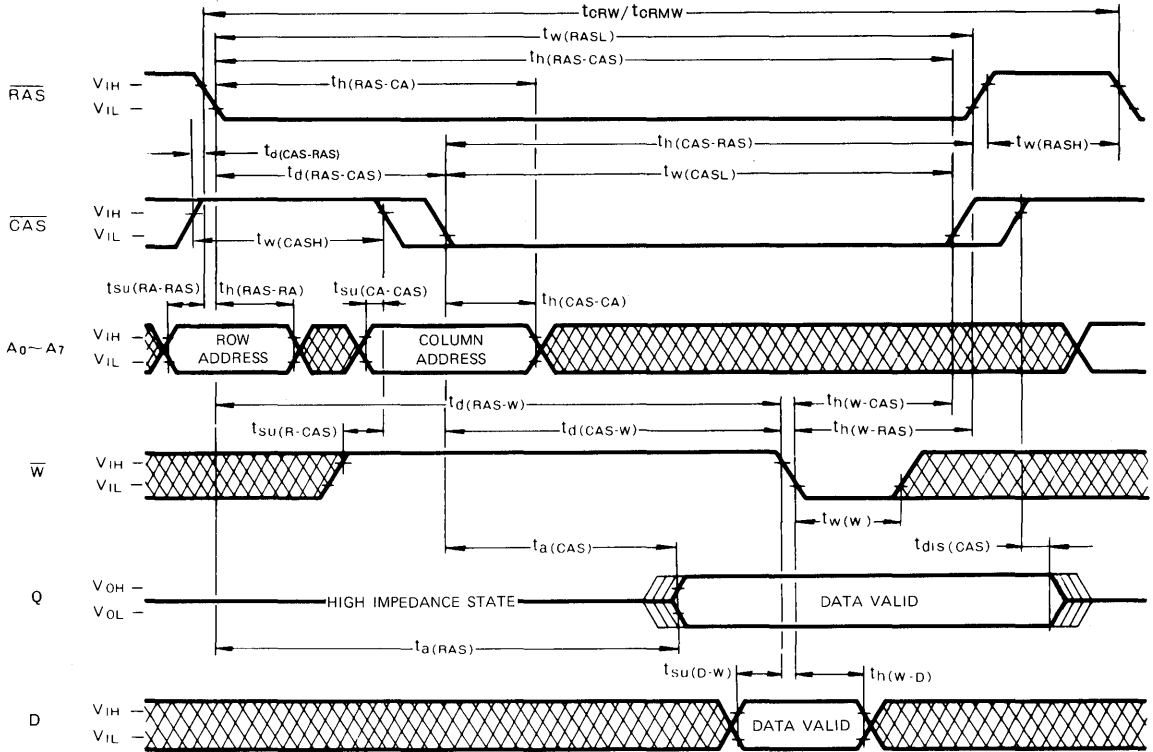 tCRW/tCRMW
tw(RASL)
th(RAS-CAS)
th(RAS-CA)
RAS
VIH
VIL
td(CAS-RAS)
th(CAS-RAS)
tw(RASH)
td(RAS-CAS)
tw(CASL)
CAS
VIH
VIL
tw(CASH)
tsu(RA-RAS)
th(RAS-RA)
tsu(CA-CAS)
th(CAS-CA)
A0~A7
VIH
VIL
ROW ADDRESS
COLUMN ADDRESS
td(RAS-W)
th(W-CAS)
tsu(R-CAS)
td(CAS-W)
th(W-RAS)
W
VIH
VIL
tw(W)
ta(CAS)
tdis(CAS)
Q
VOH
VOL
HIGH IMPEDANCE STATE
DATA VALID
ta(RAS)
tsu(D-W)
th(W-D)
D
VIH
VIL
DATA VALID